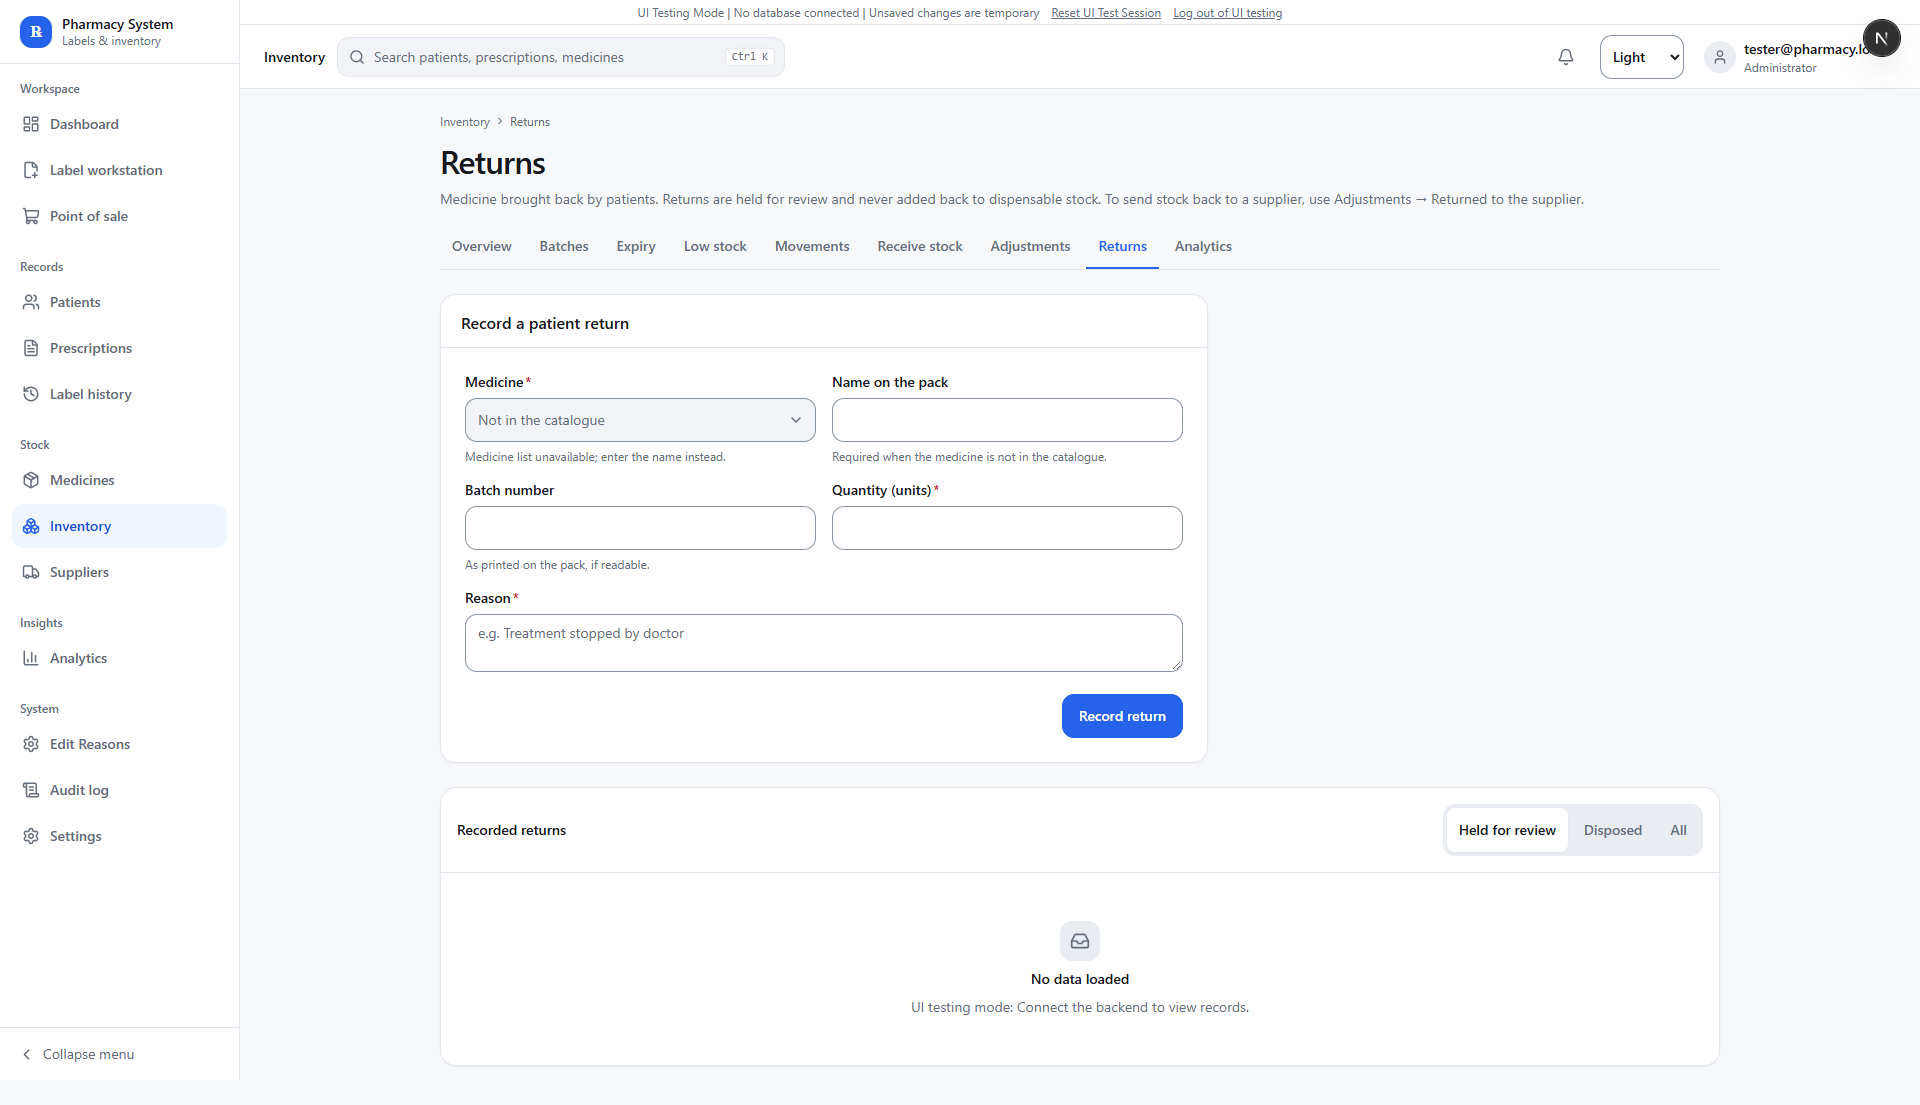 UI Testing Mode | No database connected | Unsaved changes are temporary Reset UI Test Session Log out of UI testing
Pharmacy System
Labels & inventory
Inventory
Search patients, prescriptions, medicines
Ctrl K
Light
tester@pharmacy.lo
Administrator
N
Workspace
Dashboard
Label workstation
Point of sale
Records
Patients
Prescriptions
Label history
Stock
Medicines
Inventory
Suppliers
Insights
Analytics
System
Edit Reasons
Audit log
Settings
Collapse menu
Inventory > Returns
Returns
Medicine brought back by patients. Returns are held for review and never added back to dispensable stock. To send stock back to a supplier, use Adjustments → Returned to the supplier.
Overview Batches Expiry Low stock Movements Receive stock Adjustments Returns Analytics
Record a patient return
Medicine*
Not in the catalogue
Medicine list unavailable; enter the name instead.
Name on the pack
Required when the medicine is not in the catalogue.
Batch number
As printed on the pack, if readable.
Quantity (units)*
Reason*
e.g. Treatment stopped by doctor
Record return
Recorded returns
Held for review Disposed All
No data loaded
UI testing mode: Connect the backend to view records.